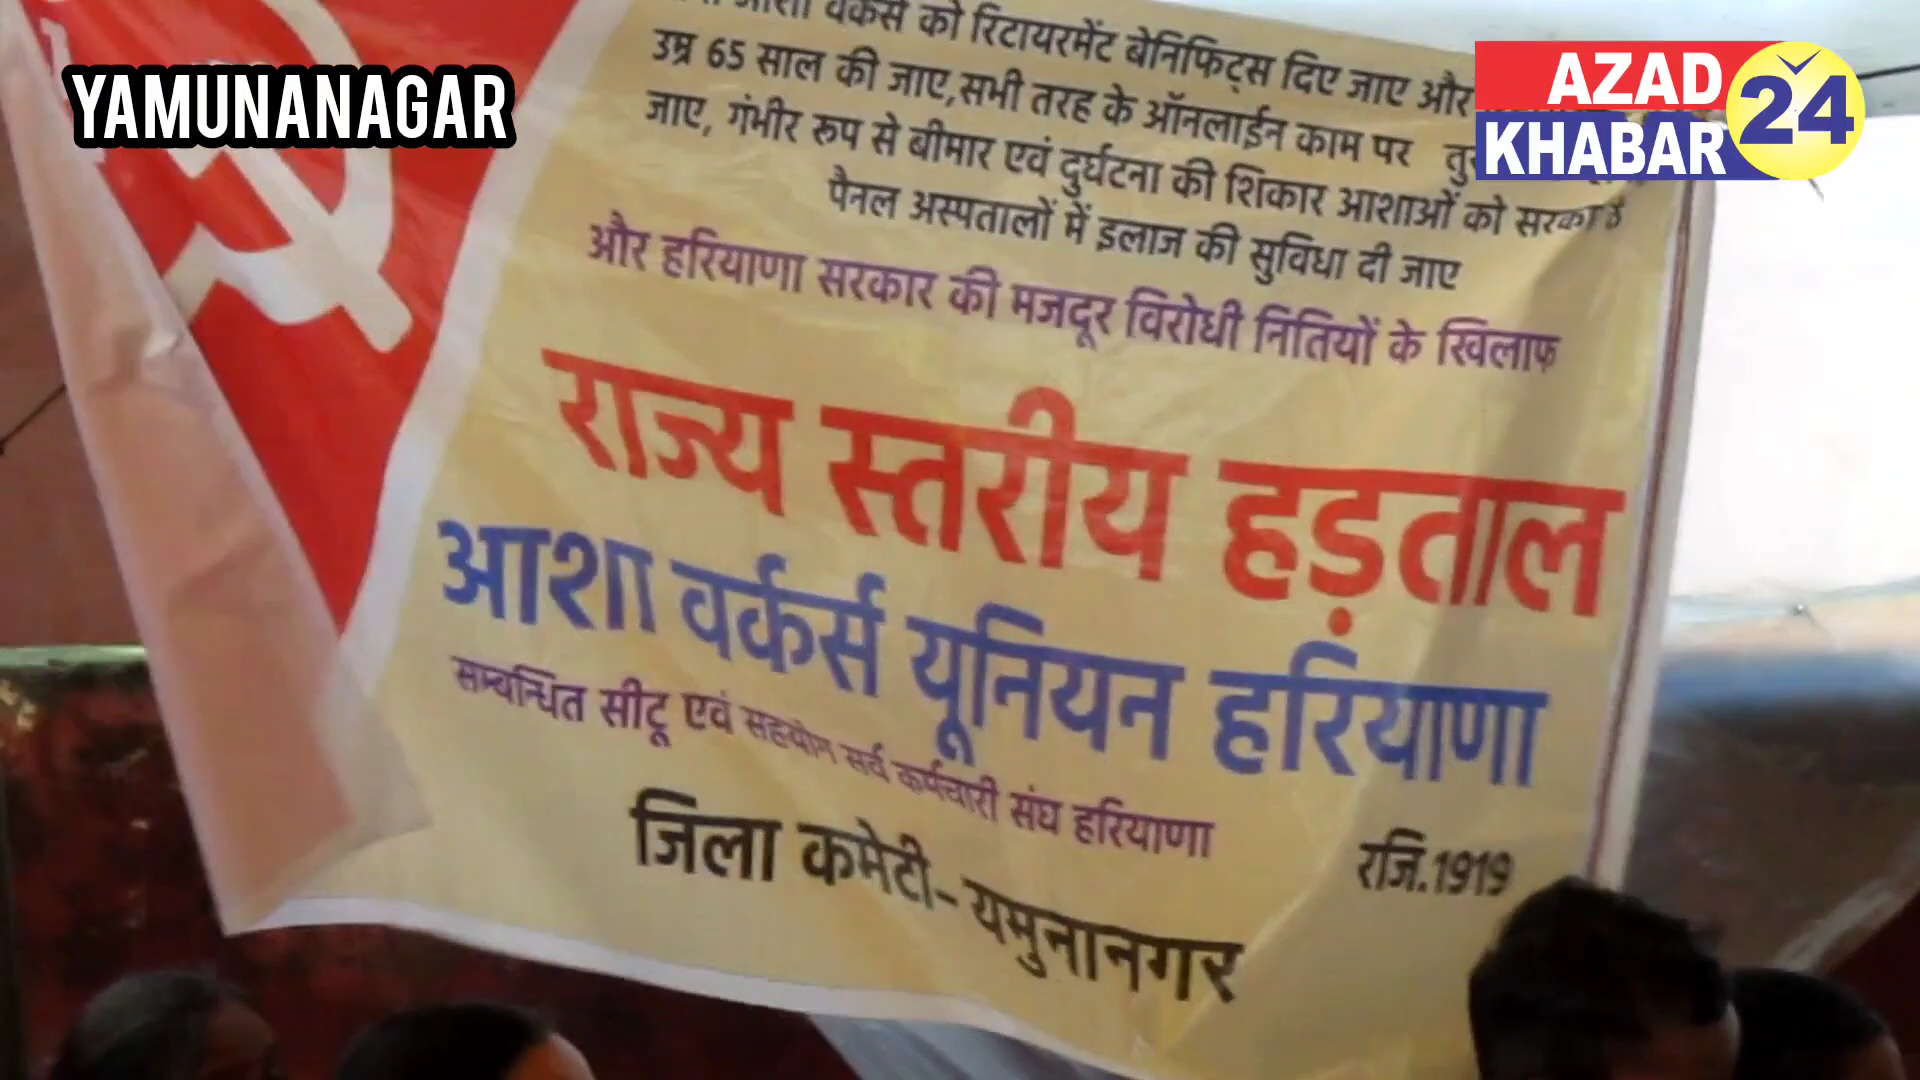 YAMUNANAGAR
AZAD
KHABAR
24
आशा वर्कर्स को रिटायरमेंट बेनिफिट्स दिए जाए और
उम्र 65 साल की जाए,सभी तरह के ऑनलाईन काम पर
जाए, गंभीर रूप से बीमार एवं दुर्घटना की शिकार आशाओं को
पैनल अस्पतालों में इलाज की सुविधा दी जाए
और हरियाणा सरकार की मजदूर विरोधी नितियों के खिलाफ
राज्य स्तरीय हड़ताल
आशा वर्कर्स यूनियन हरियाणा
सम्बन्धित सीटू एवं सहयोग सर्व कर्मचारी संघ हरियाणा
जिला कमेटी-यमुनानगर
रजि.1919